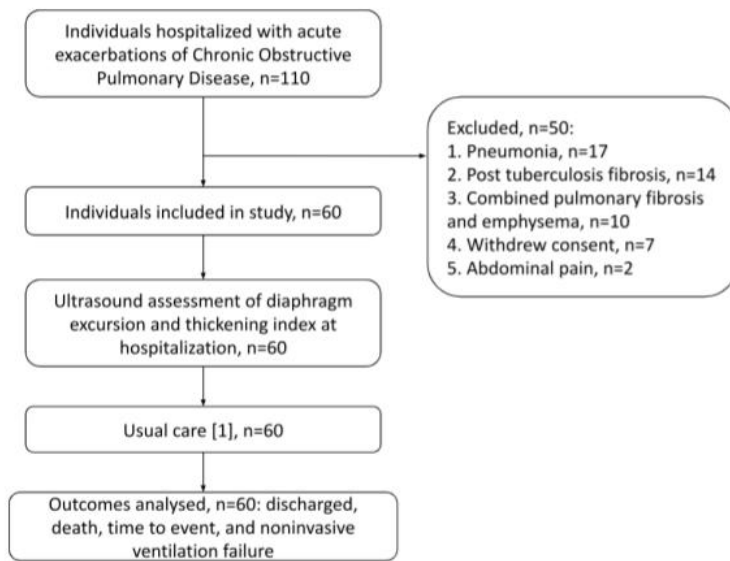 Individuals hospitalized with acute
exacerbations of Chronic Obstructive
Pulmonary Disease, n=110
Excluded, n=50:
1. Pneumonia, n=17
2. Post tuberculosis fibrosis, n=14
3. Combined pulmonary fibrosis
and emphysema, n=10
4. Withdrew consent, n=7
5. Abdominal pain, n=2
Individuals included in study, n=60
Ultrasound assessment of diaphragm
excursion and thickening index at
hospitalization, n=60
Usual care [1], n=60
Outcomes analysed, n=60: discharged,
death, time to event, and noninvasive
ventilation failure